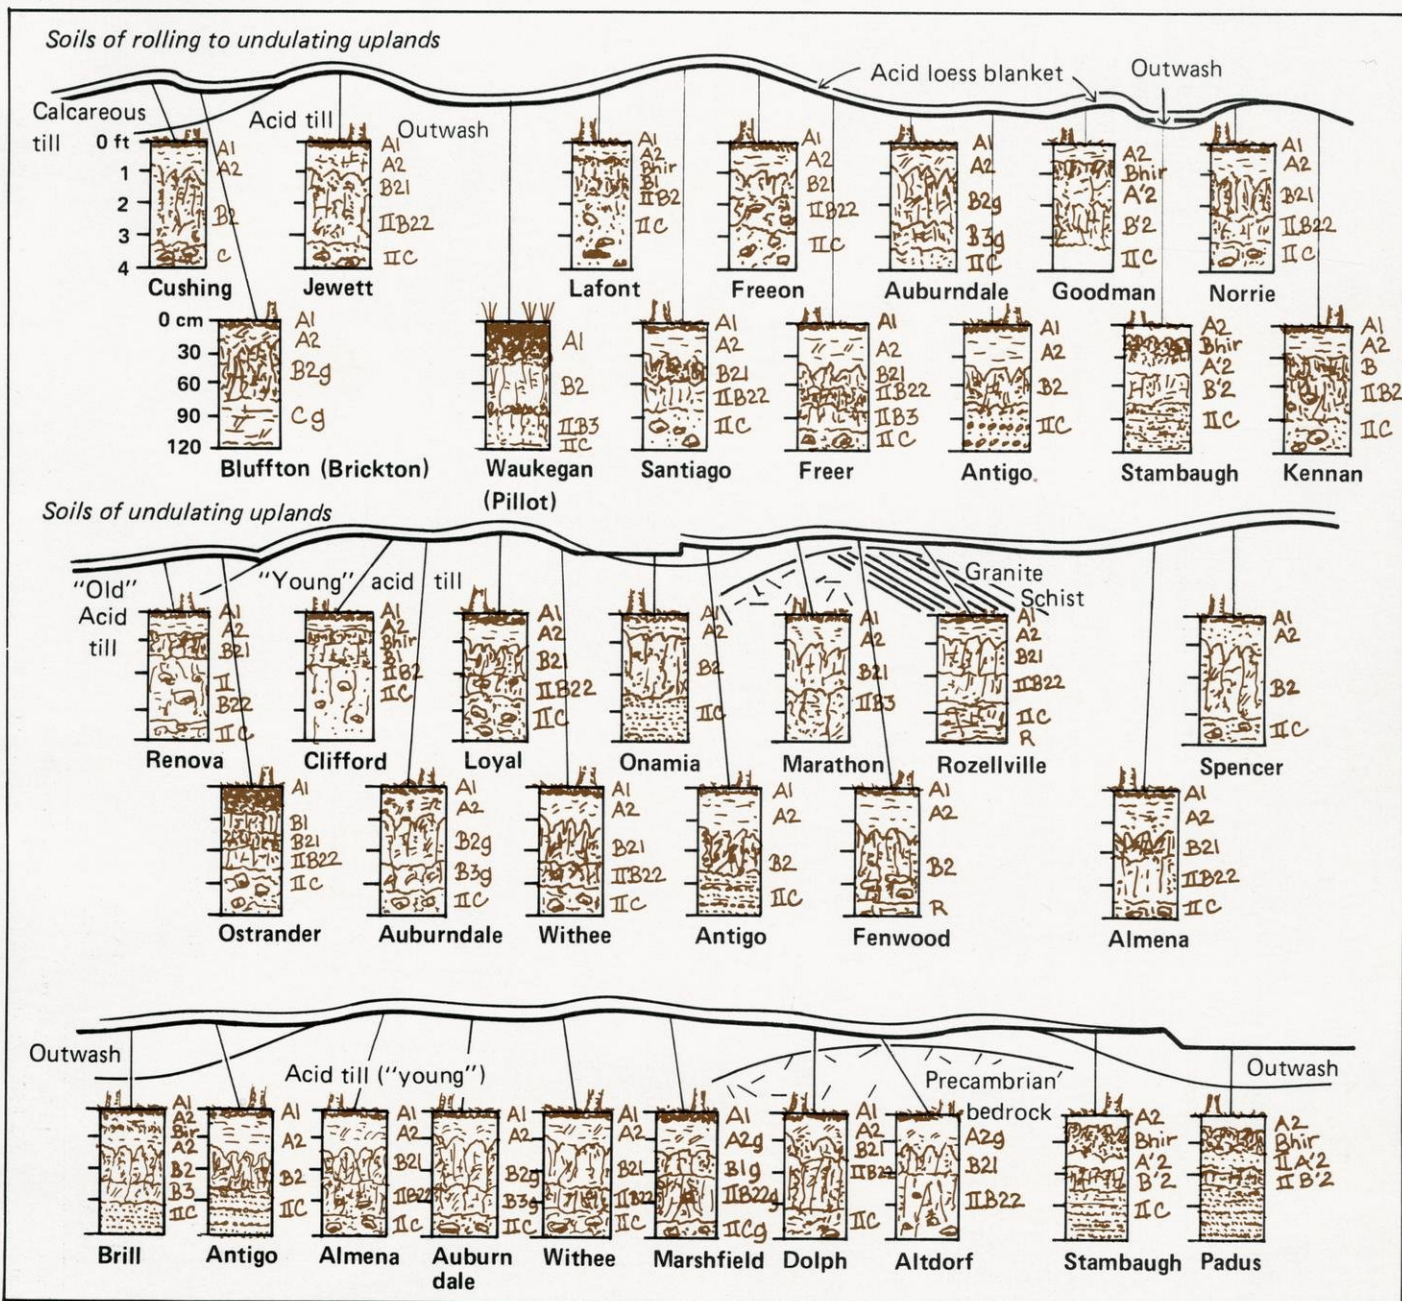 Soils of rolling to undulating uplands
Acid loess blanket
Outwash
Calcareous
till
Acid till
Outwash
0 ft
1
2
3
4
A1
A2
B2
C
Cushing
A1
A2
B21
IIB22
IIC
Jewett
A1
A2
Bhir
B1
IIB2
IIC
Lafont
A1
A2
B21
IIB22
IIC
Freeon
A1
A2
B2g
B3g
IIC
Auburndale
A2
Bhir
A'2
B'2
IIC
Goodman
A1
A2
B21
IIB22
IIC
Norrie
0 cm
30
60
90
120
A1
A2
B2g
Cg
Bluffton (Brickton)
A1
B2
IIB3
IIC
Waukegan
(Pillot)
A1
A2
B21
IIB22
IIC
Santiago
A1
A2
B21
IIB22
IIB3
IIC
Freer
A1
A2
B2
IIC
Antigo
A2
Bhir
A'2
B'2
IIC
Stambaugh
A1
A2
B
IIB2
IIC
Kennan
Soils of undulating uplands
"Old"
Acid
till
"Young" acid till
Granite
Schist
A1
A2
B21
II
B22
IIC
Renova
A1
A2
Bhir
B1
IIB2
IIC
Clifford
A1
A2
B21
IIB22
IIC
Loyal
A1
A2
B2
IIC
Onamia
A1
A2
B21
IIB3
Marathon
A1
A2
B21
IIB22
IIC
R
Rozellville
A1
A2
B2
IIC
Spencer
A1
B1
B21
IIB22
IIC
Ostrander
A1
A2
B2g
B3g
IIC
Auburndale
A1
A2
B21
IIB22
IIC
Withee
A1
A2
B2
IIC
Antigo
A1
A2
B2
R
Fenwood
A1
A2
B21
IIB22
IIC
Almena
Outwash
Acid till ("young")
Precambrian
bedrock
Outwash
A1
A2
Bir
A2
B2
B3
IIC
Brill
A1
A2
B2
IIC
Antigo
A1
A2
B21
IIB22
IIC
Almena
A1
A2
B2g
B3g
IIC
Auburn
dale
A1
A2
B21
IIB22
IIC
Withee
A1
A2g
B1g
IIB22g
IICg
Marshfield
A1
A2
B21
IIB22
IIC
Dolph
A2g
B21
IIB22
Altdorf
A2
Bhir
A'2
B'2
IIC
Stambaugh
A2
Bhir
IIA'2
IIB'2
Padus